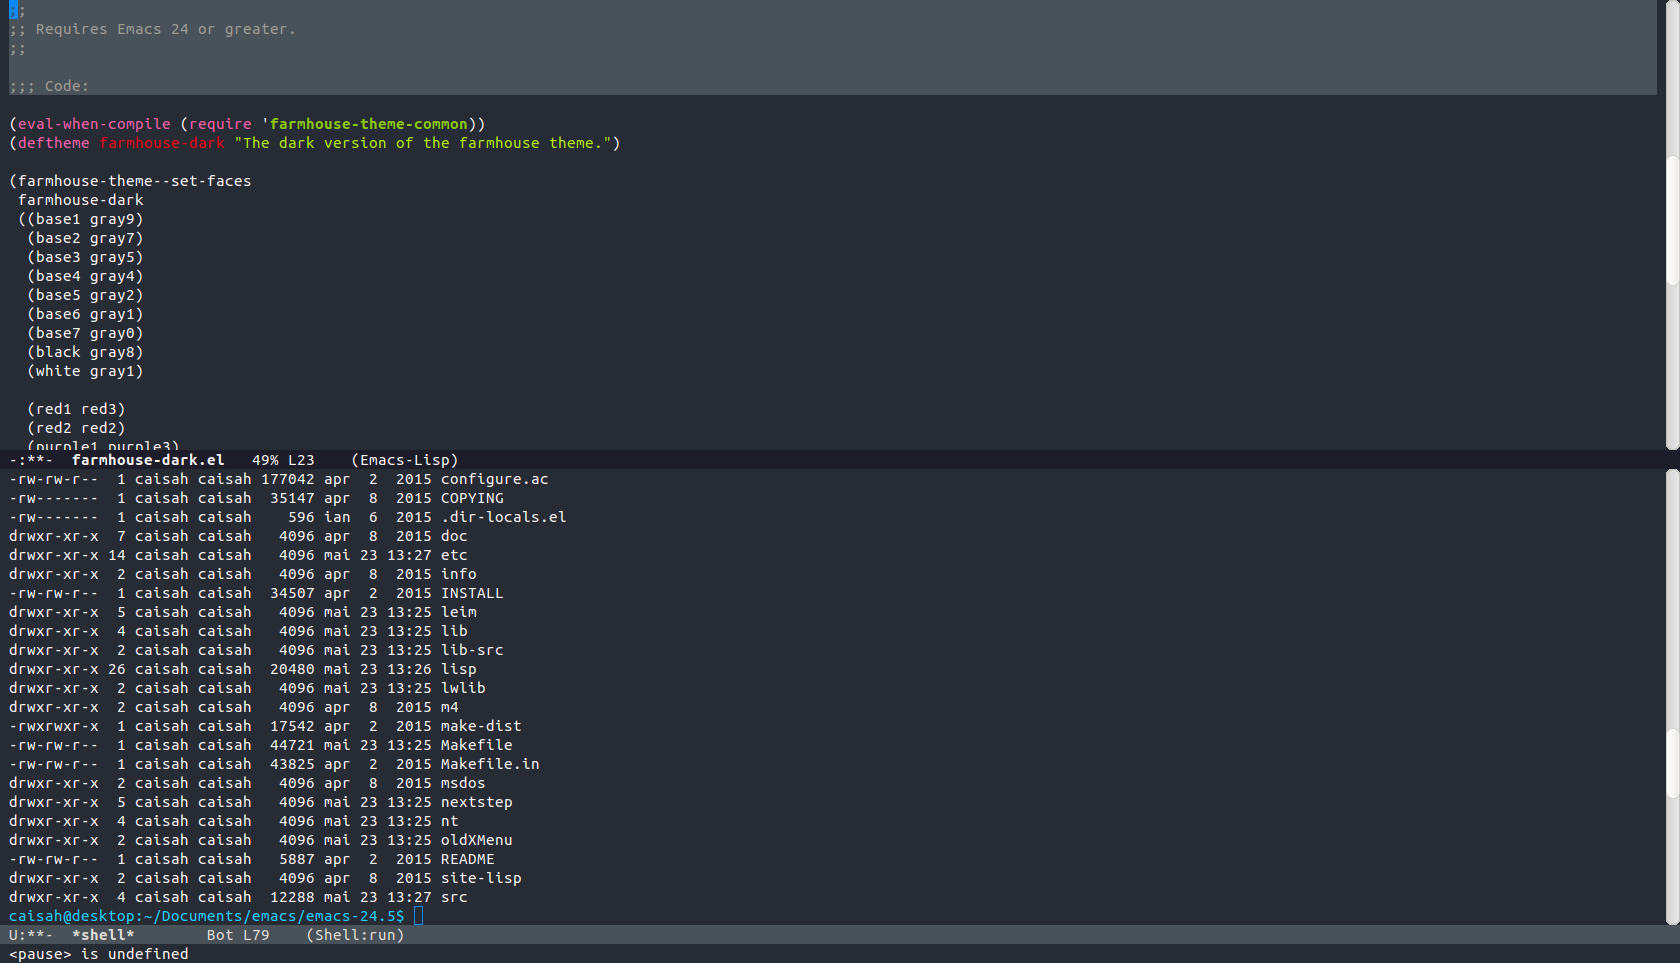 ;;
;; Requires Emacs 24 or greater.
;;
;;; Code:
(eval-when-compile (require 'farmhouse-theme-common))
(deftheme farmhouse-dark "The dark version of the farmhouse theme.")
(farmhouse-theme--set-faces
 farmhouse-dark
 ((base1 gray9)
  (base2 gray7)
  (base3 gray5)
  (base4 gray4)
  (base5 gray2)
  (base6 gray1)
  (base7 gray0)
  (black gray8)
  (white gray1)
  (red1 red3)
  (red2 red2)
  (purple1 purple3)
-:**-  farmhouse-dark.el   49% L23    (Emacs-Lisp)
-rw-rw-r--  1 caisah caisah 177042 apr  2  2015 configure.ac
-rw-------  1 caisah caisah  35147 apr  8  2015 COPYING
-rw-------  1 caisah caisah    596 ian  6  2015 .dir-locals.el
drwxr-xr-x  7 caisah caisah   4096 apr  8  2015 doc
drwxr-xr-x 14 caisah caisah   4096 mai 23 13:27 etc
drwxr-xr-x  2 caisah caisah   4096 apr  8  2015 info
-rw-rw-r--  1 caisah caisah  34507 apr  2  2015 INSTALL
drwxr-xr-x  5 caisah caisah   4096 mai 23 13:25 leim
drwxr-xr-x  4 caisah caisah   4096 mai 23 13:25 lib
drwxr-xr-x  2 caisah caisah   4096 mai 23 13:25 lib-src
drwxr-xr-x 26 caisah caisah  20480 mai 23 13:26 lisp
drwxr-xr-x  2 caisah caisah   4096 mai 23 13:25 lwlib
drwxr-xr-x  2 caisah caisah   4096 apr  8  2015 m4
-rwxrwxr-x  1 caisah caisah  17542 apr  2  2015 make-dist
-rw-rw-r--  1 caisah caisah  44721 mai 23 13:25 Makefile
-rw-rw-r--  1 caisah caisah  43825 apr  2  2015 Makefile.in
drwxr-xr-x  2 caisah caisah   4096 apr  8  2015 msdos
drwxr-xr-x  5 caisah caisah   4096 mai 23 13:25 nextstep
drwxr-xr-x  4 caisah caisah   4096 mai 23 13:25 nt
drwxr-xr-x  2 caisah caisah   4096 mai 23 13:25 oldXMenu
-rw-rw-r--  1 caisah caisah   5887 apr  2  2015 README
drwxr-xr-x  2 caisah caisah   4096 apr  8  2015 site-lisp
drwxr-xr-x  4 caisah caisah  12288 mai 23 13:27 src
caisah@desktop:~/Documents/emacs/emacs-24.5$
U:**-  *shell*        Bot L79    (Shell:run)
<pause> is undefined